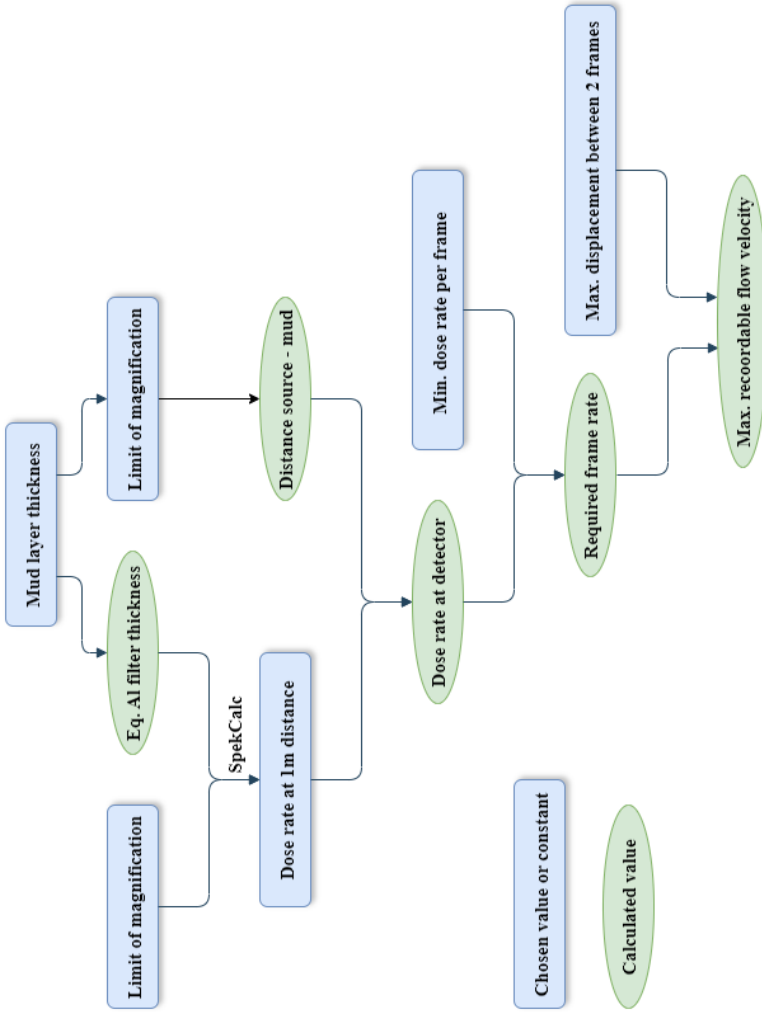 Mud layer thickness
Limit of magnification
Eq. Al filter thickness
Limit of magnification
SpekCalc
Dose rate at 1m distance
Distance source - mud
Dose rate at detector
Min. dose rate per frame
Required frame rate
Max. displacement between 2 frames
Max. recoordable flow velocity
Chosen value or constant
Calculated value